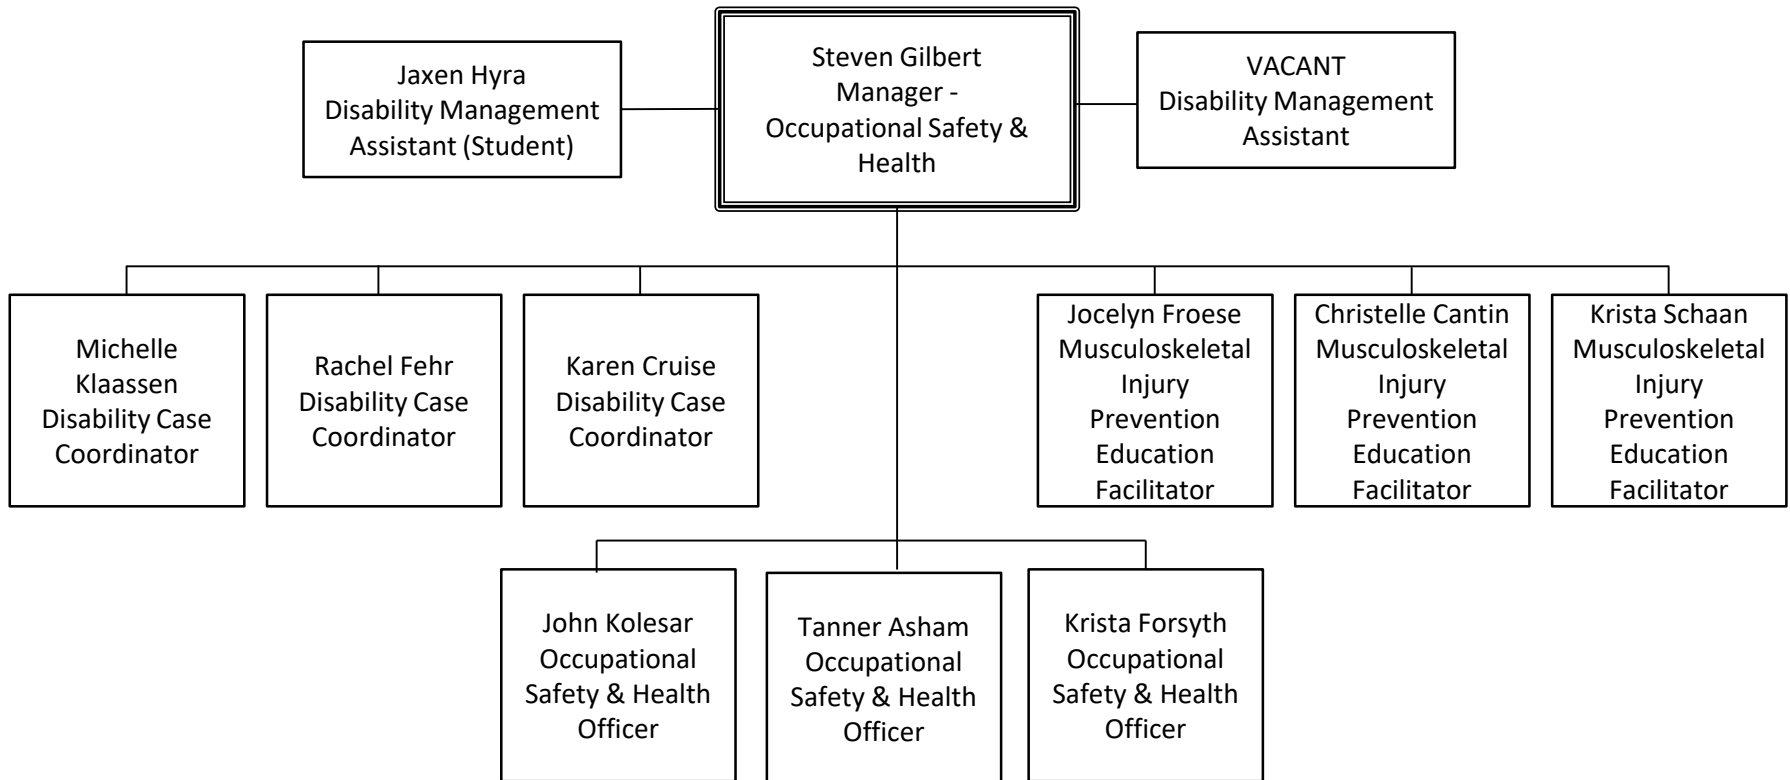 Jaxen Hyra
Disability Management
Assistant (Student)
Steven Gilbert
Manager -
Occupational Safety &
Health
VACANT
Disability Management
Assistant
Michelle
Klaassen
Disability Case
Coordinator
Rachel Fehr
Disability Case
Coordinator
Karen Cruise
Disability Case
Coordinator
Jocelyn Froese
Musculoskeletal
Injury
Prevention
Education
Facilitator
Christelle Cantin
Musculoskeletal
Injury
Prevention
Education
Facilitator
Krista Schaan
Musculoskeletal
Injury
Prevention
Education
Facilitator
John Kolesar
Occupational
Safety & Health
Officer
Tanner Asham
Occupational
Safety & Health
Officer
Krista Forsyth
Occupational
Safety & Health
Officer